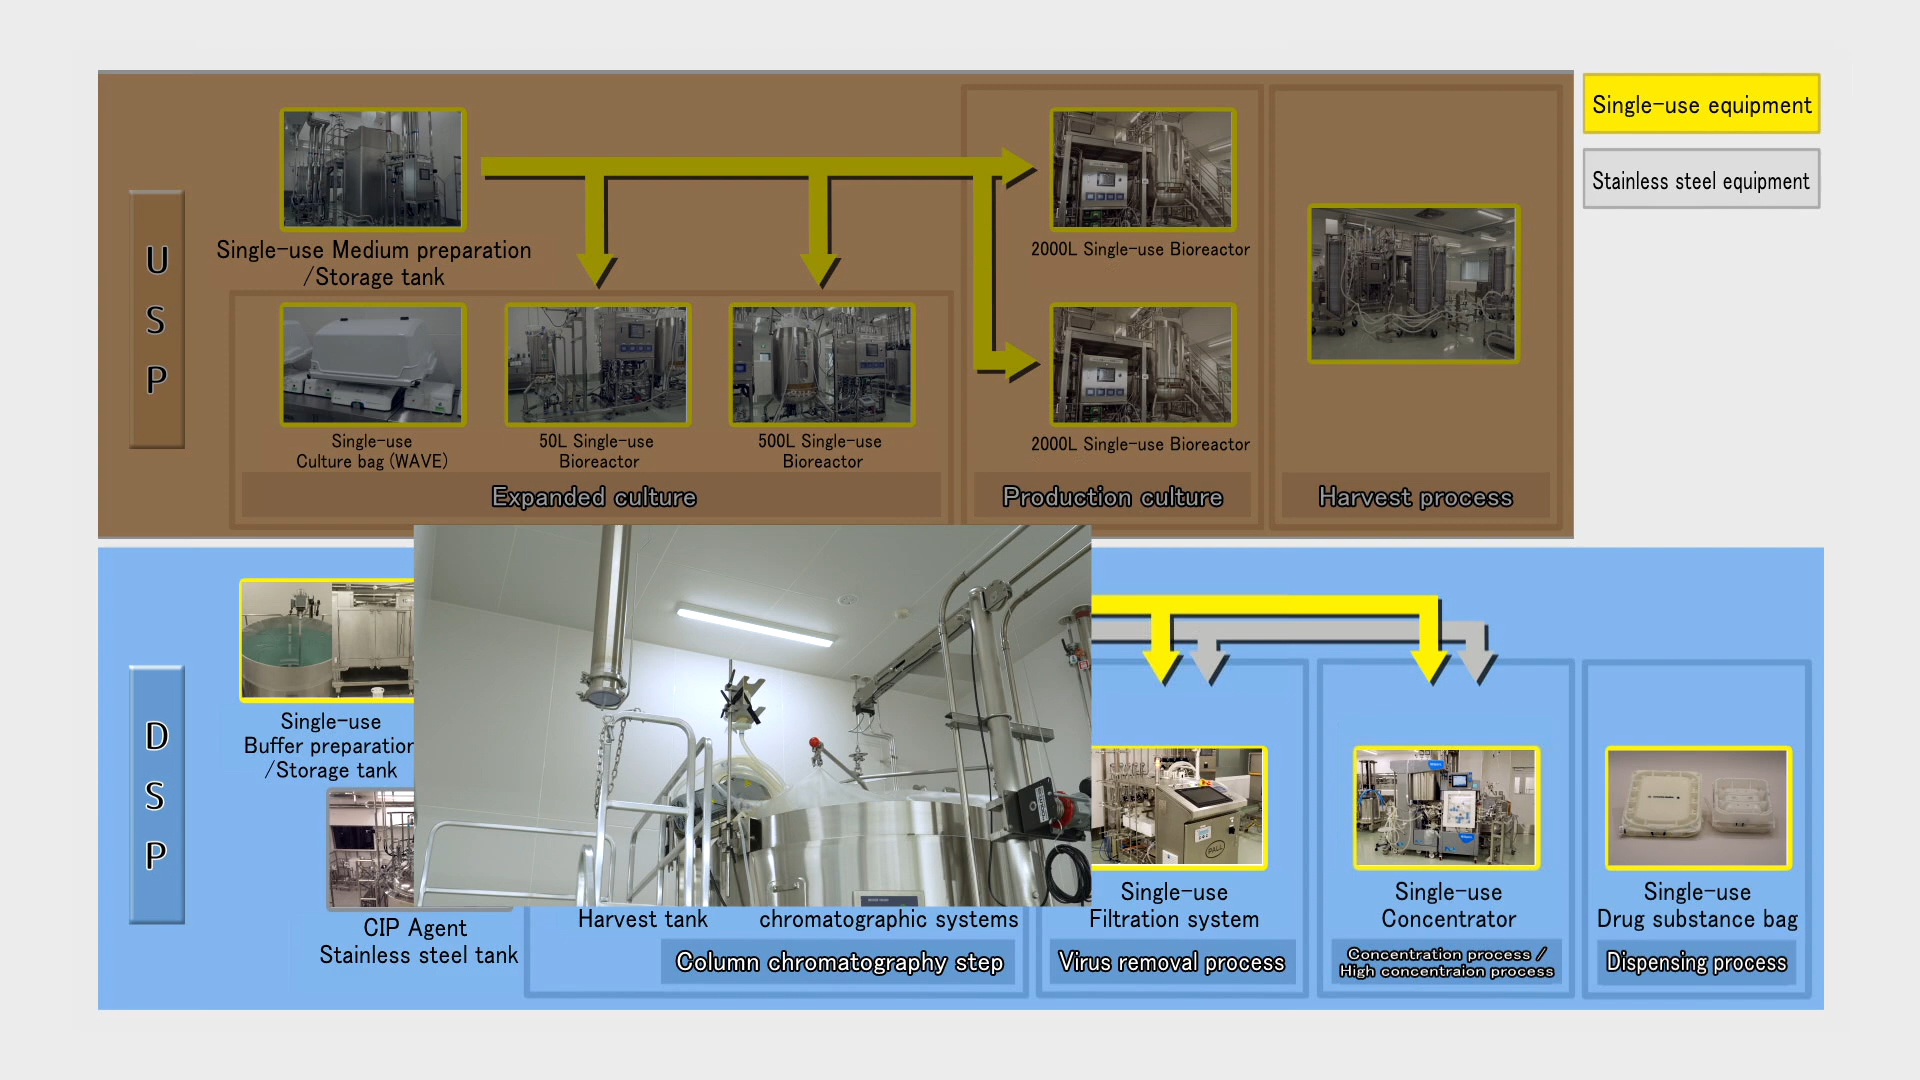 Single-use equipment
Stainless steel equipment
USP
Single-use Medium preparation
/Storage tank
2000L Single-use Bioreactor
Single-use
Culture bag (WAVE)
50L Single-use
Bioreactor
500L Single-use
Bioreactor
2000L Single-use Bioreactor
Expanded culture
Production culture
Harvest process
DSP
Single-use
Buffer preparation
/Storage tank
CIP Agent
Stainless steel tank
Harvest tank
chromatographic systems
Column chromatography step
PALL
Single-use
Filtration system
Virus removal process
Single-use
Concentrator
Concentration process /
High concentraion process
Single-use
Drug substance bag
Dispensing process